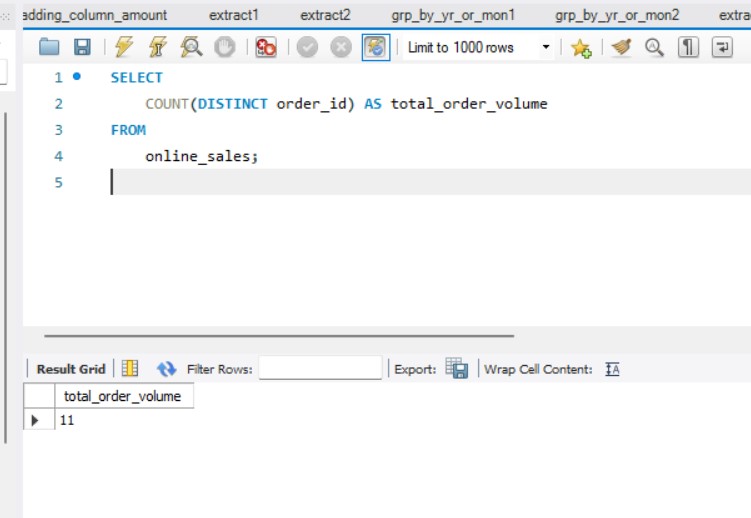 adding_column_amount extract1 extract2 grp_by_yr_or_mon1 grp_by_yr_or_mon2
Limit to 1000 rows
1 SELECT
2 COUNT(DISTINCT order_id) AS total_order_volume
3 FROM
4 online_sales;
5
Result Grid Filter Rows: Export: Wrap Cell Content:
total_order_volume
11